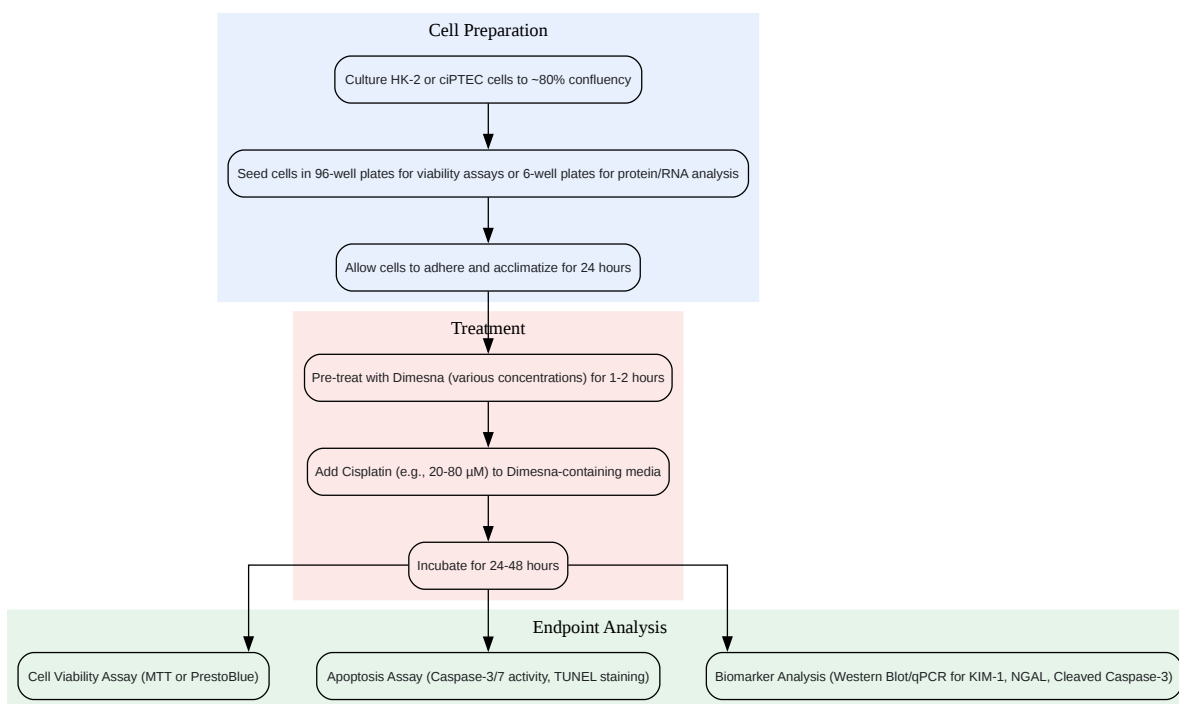 Cell Preparation
Culture HK-2 or ciPTEC cells to ~80% confluency
Seed cells in 96-well plates for viability assays or 6-well plates for protein/RNA analysis
Allow cells to adhere and acclimatize for 24 hours
Treatment
Pre-treat with Dimesna (various concentrations) for 1-2 hours
Add Cisplatin (e.g., 20-80 µM) to Dimesna-containing media
Incubate for 24-48 hours
Endpoint Analysis
Cell Viability Assay (MTT or PrestoBlue)
Apoptosis Assay (Caspase-3/7 activity, TUNEL staining)
Biomarker Analysis (Western Blot/qPCR for KIM-1, NGAL, Cleaved Caspase-3)